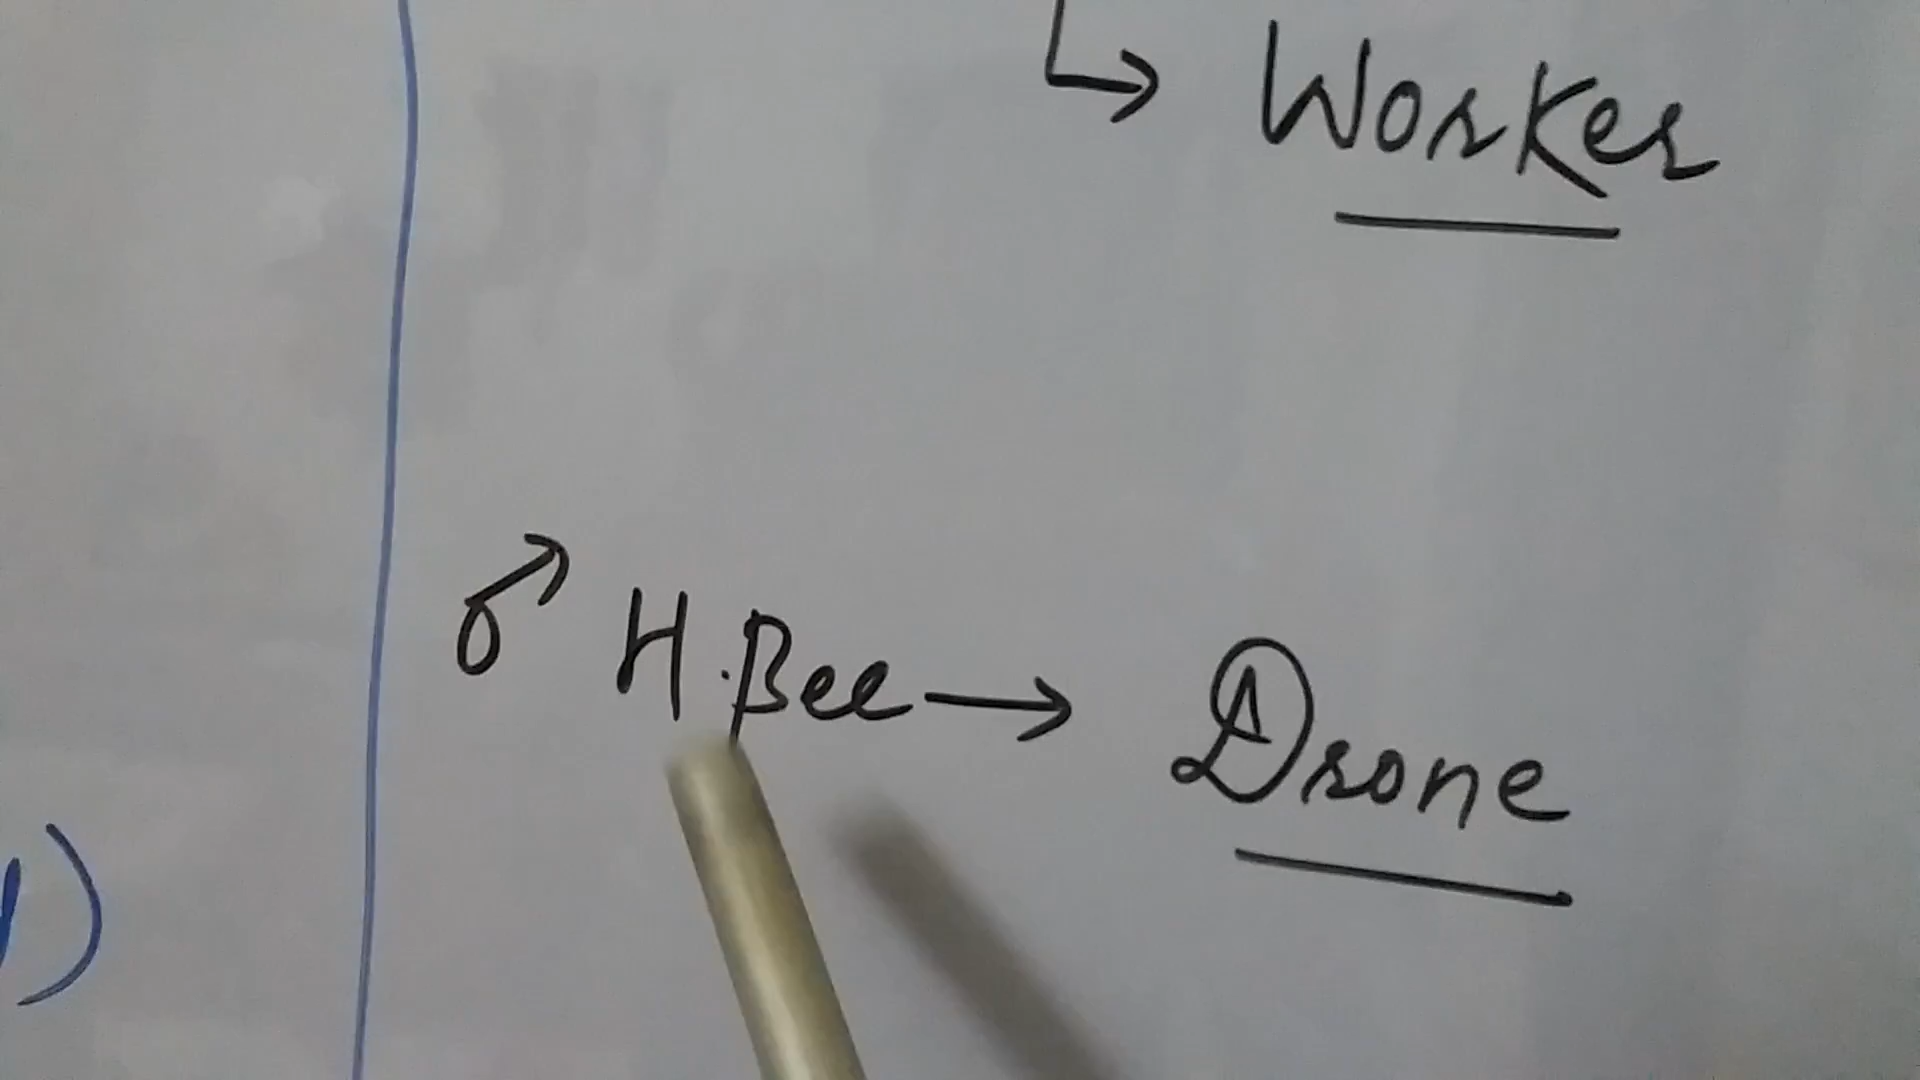 ↳ Worker
♂ H.Bee → Drone
)